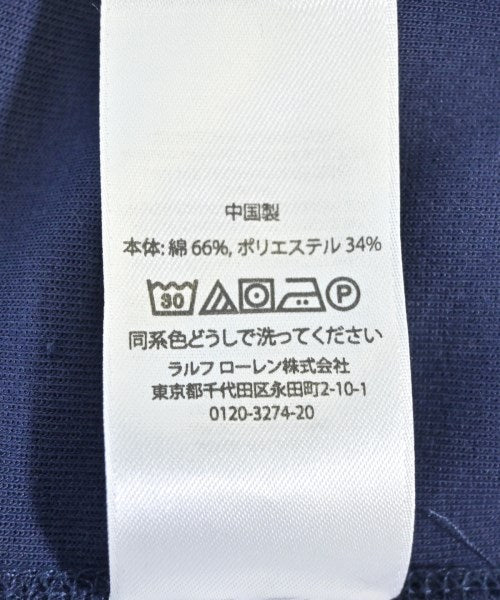 中国製
本体: 綿 66%, ポリエステル 34%
30 P
同系色どうしで洗ってください
ラルフ ローレン株式会社
東京都千代田区永田町2-10-1
0120-3274-20